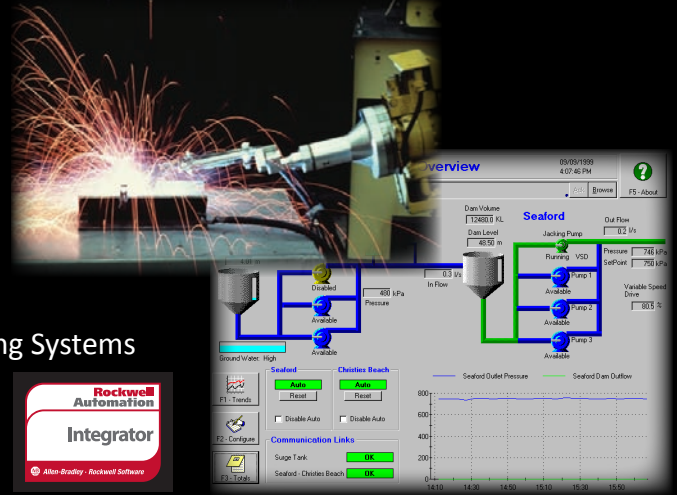 verview
09/09/1999
4:07:46 PM
Ack
Browse
F5 - About
Dam Volume
12480.0 KL
Dam Level
48.50 m
Seaford
Out Flow
0.2 l/s
Jacking Pump
Running VSD
Pressure 746 kPa
SetPoint 750 kPa
Pump 1
Available
Variable Speed
Drive
80.5 %
Pump 2
Available
Pump 3
Available
0.3 l/s
In Flow
Disabled
480 kPa
Pressure
Available
Available
Ground Water: High
ng Systems
Rockwell
Automation
Integrator
Allen-Bradley · Rockwell Software
F1 - Trends
F2 - Configure
F3 - Totals
Seaford
Auto
Reset
Disable Auto
Christies Beach
Auto
Reset
Disable Auto
Communication Links
Surge Tank OK
Seaford - Christies Beach OK
Seaford Outlet Pressure
Seaford Dam Outflow
800
600
400
200
0
14:10 14:30 14:50 15:10 15:30 15:50